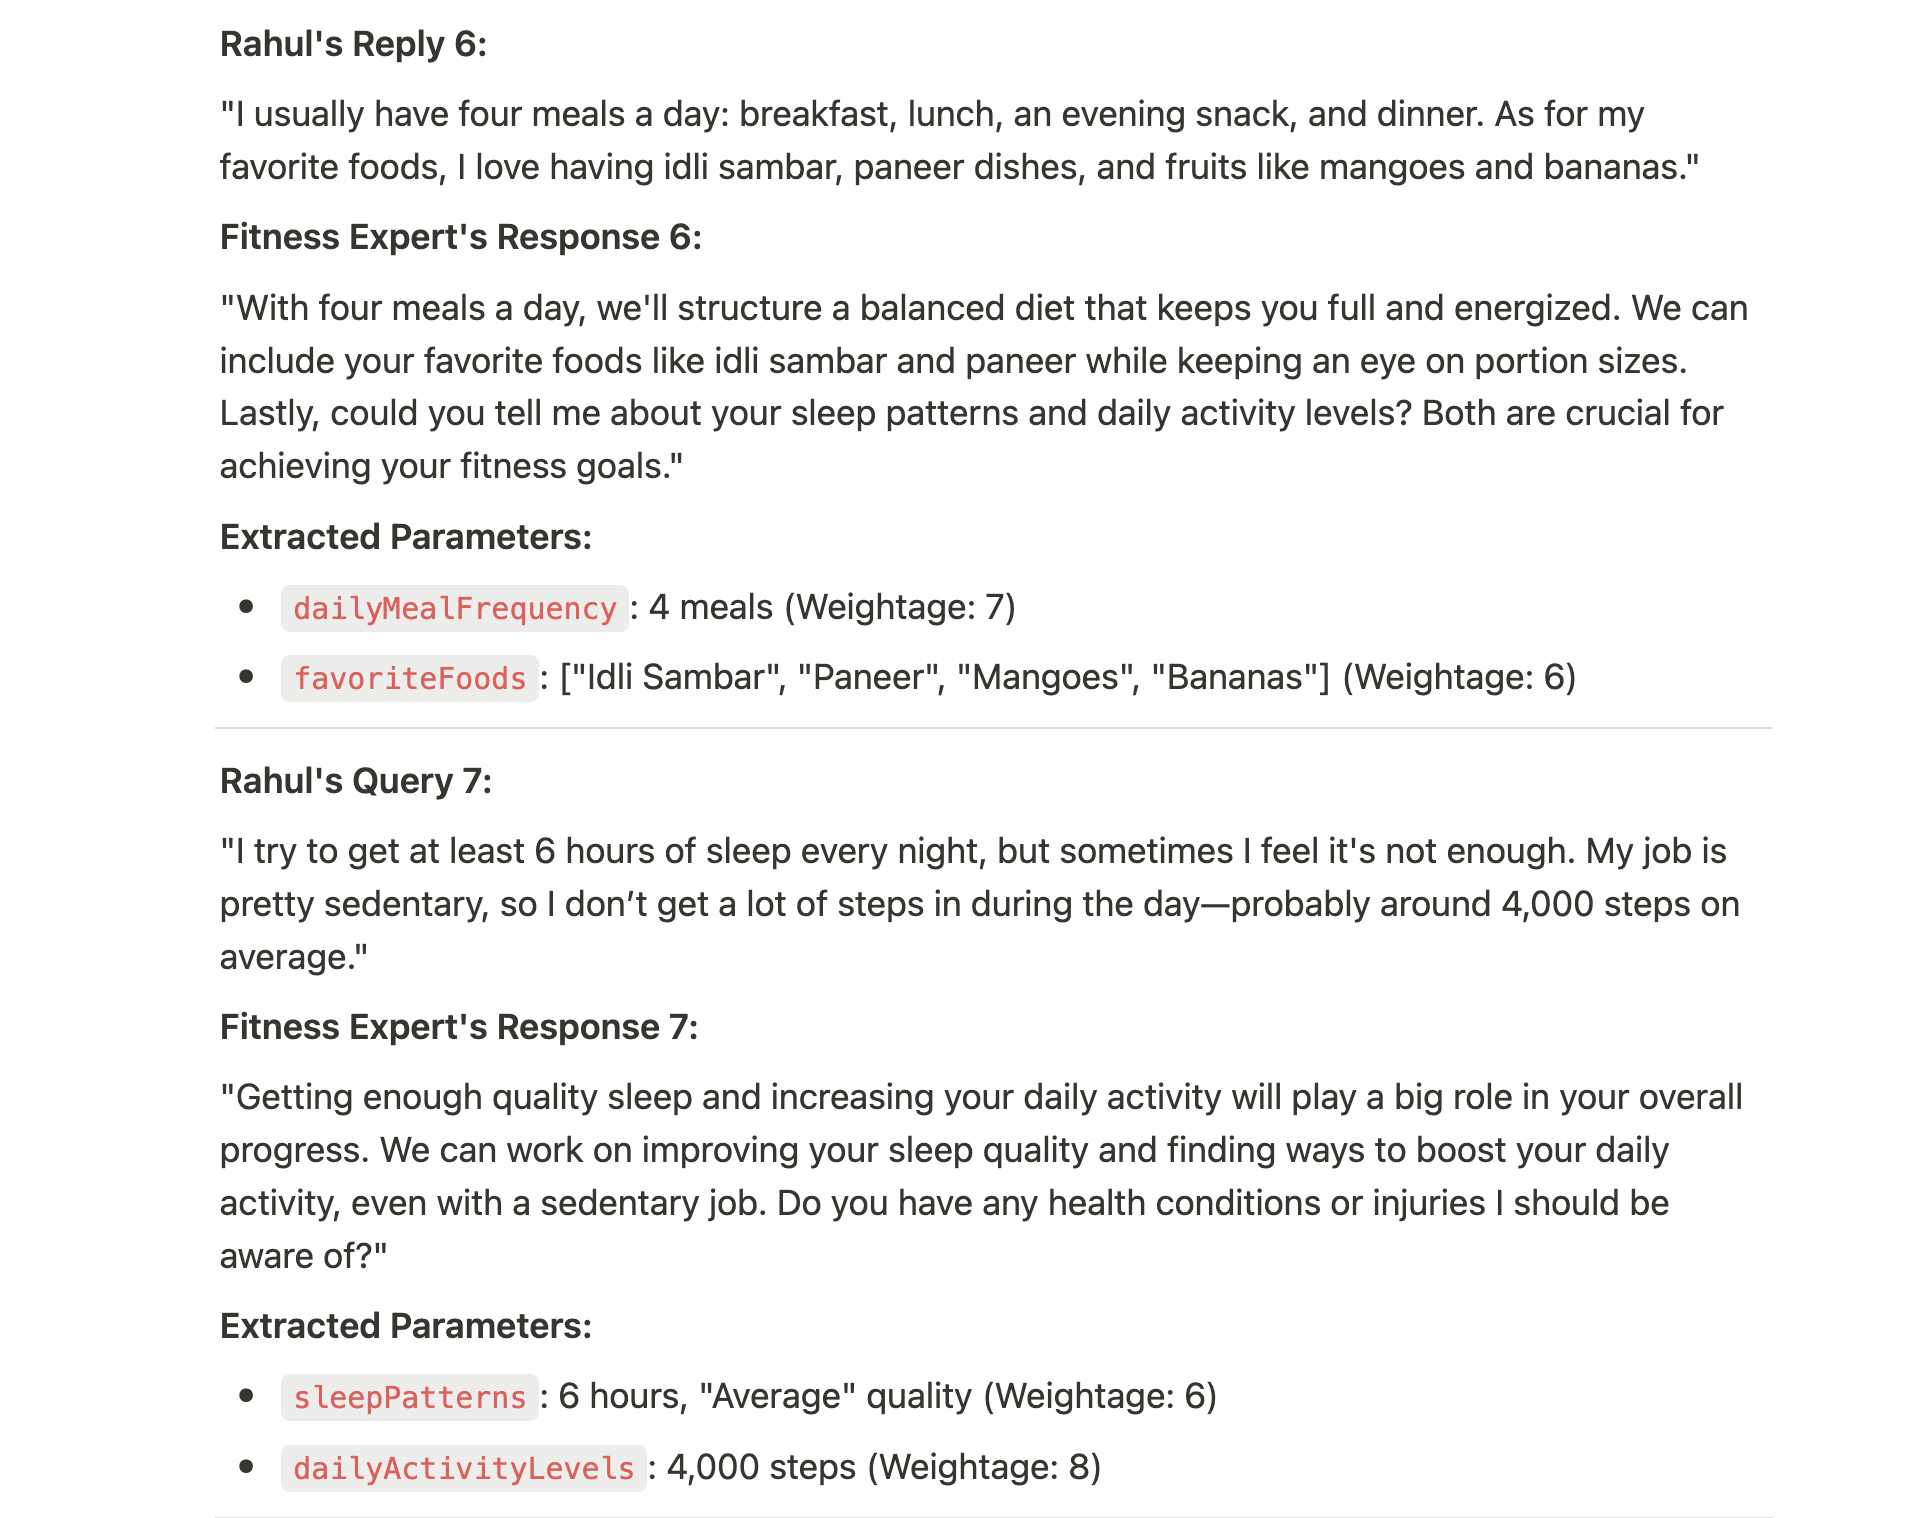 Rahul's Reply 6:
"I usually have four meals a day: breakfast, lunch, an evening snack, and dinner. As for my
favorite foods, I love having idli sambar, paneer dishes, and fruits like mangoes and bananas."
Fitness Expert's Response 6:
"With four meals a day, we'll structure a balanced diet that keeps you full and energized. We can
include your favorite foods like idli sambar and paneer while keeping an eye on portion sizes.
Lastly, could you tell me about your sleep patterns and daily activity levels? Both are crucial for
achieving your fitness goals."
Extracted Parameters:
• dailyMealFrequency: 4 meals (Weightage: 7)
• favoriteFoods: ["Idli Sambar", "Paneer", "Mangoes", "Bananas"] (Weightage: 6)
Rahul's Query 7:
"I try to get at least 6 hours of sleep every night, but sometimes I feel it's not enough. My job is
pretty sedentary, so I don’t get a lot of steps in during the day—probably around 4,000 steps on
average."
Fitness Expert's Response 7:
"Getting enough quality sleep and increasing your daily activity will play a big role in your overall
progress. We can work on improving your sleep quality and finding ways to boost your daily
activity, even with a sedentary job. Do you have any health conditions or injuries I should be
aware of?"
Extracted Parameters:
• sleepPatterns: 6 hours, "Average" quality (Weightage: 6)
• dailyActivityLevels: 4,000 steps (Weightage: 8)